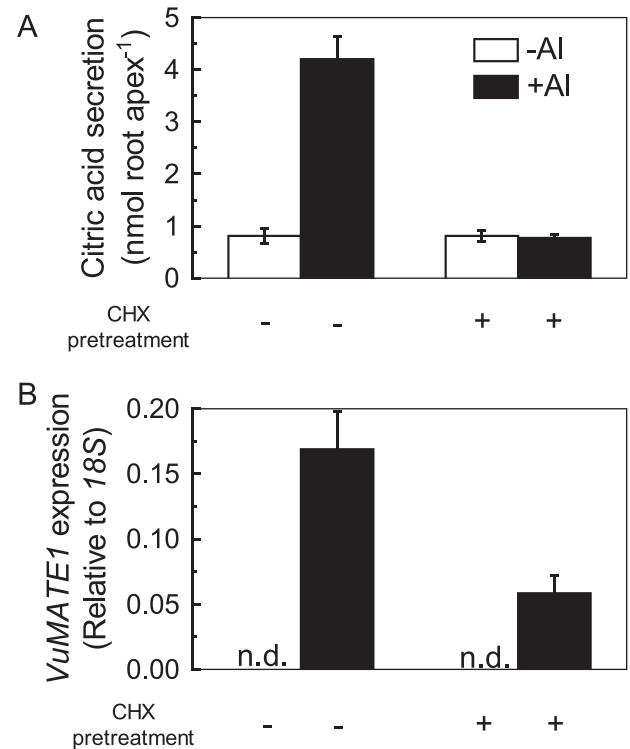 A
Citric acid secretion
(nmol root apex⁻¹)
5
4
3
2
1
0
-Al
+Al
CHX
pretreatment
- - + +
B
VuMATE1 expression
(Relative to 18S)
0.20
0.15
0.10
0.05
0.00
n.d. n.d.
CHX
pretreatment
- - + +